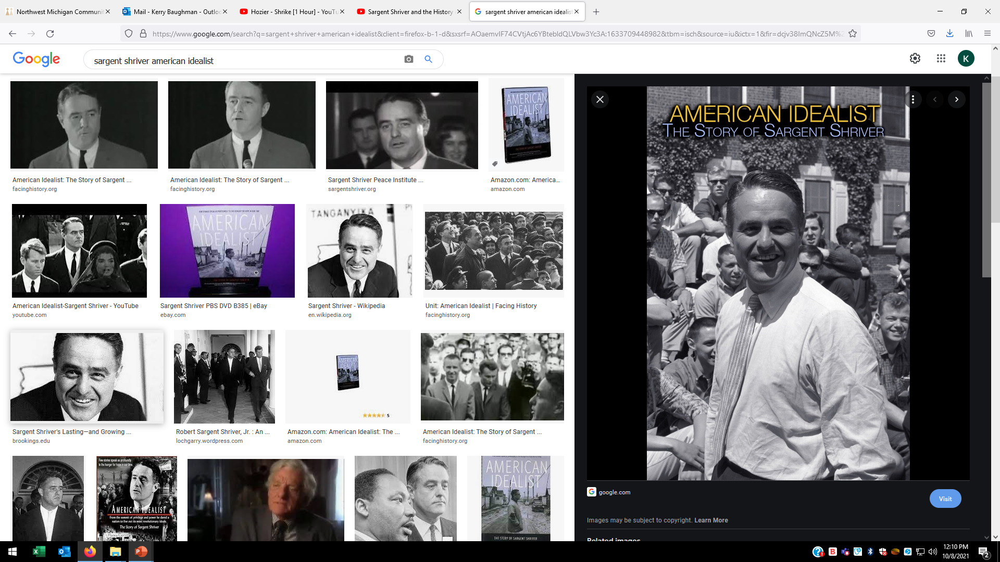 Northwest Michigan Communit
Mail - Kerry Baughman - Outloo
Hozier - Shrike [1 Hour] - YouTu
Sargent Shriver and the History
sargent shriver american idealist
https://www.google.com/search?q=sargent+shriver+american+idealist&client=firefox-b-1-d&sxsrf=AOaemvIF74CVtjAc6YBtebldQLVbw3Yc3A:1633709448982&tbm=isch&source=iu&ictx=1&fir=dcjv38ImQNcZ5M%2
Google
sargent shriver american idealist
K
AMERICAN
IDEALIST
American Idealist: The Story of Sargent ...
facinghistory.org
American Idealist: The Story of Sargent ...
facinghistory.org
Sargent Shriver Peace Institute ...
sargentshriver.org
Amazon.com: America...
amazon.com
AMERICAN
IDEALIST
TANGANYIKA
American Idealist-Sargent Shriver - YouTube
youtube.com
Sargent Shriver PBS DVD B385 | eBay
ebay.com
Sargent Shriver - Wikipedia
en.wikipedia.org
Unit: American Idealist | Facing History
facinghistory.org
AMERICAN
IDEALIST
5
Sargent Shriver's Lasting—and Growing ...
brookings.edu
Robert Sargent Shriver, Jr. : An ...
lochgarry.wordpress.com
Amazon.com: American Idealist: The ...
amazon.com
American Idealist: The Story of Sargent ...
facinghistory.org
Few stories speak as profoundly
to the hunger for hope in our time.
AMERICAN IDEALIST
From the summit of privilege and power he dared a
nation to live out its most revolutionary ideals.
The Story of Sargent Shriver
AMERICAN
IDEALIST
THE STORY OF SARGENT SHRIVER
AMERICAN IDEALIST
THE STORY OF SARGENT SHRIVER
google.com
Visit
Images may be subject to copyright. Learn More
Related images
12:10 PM
10/8/2021
2